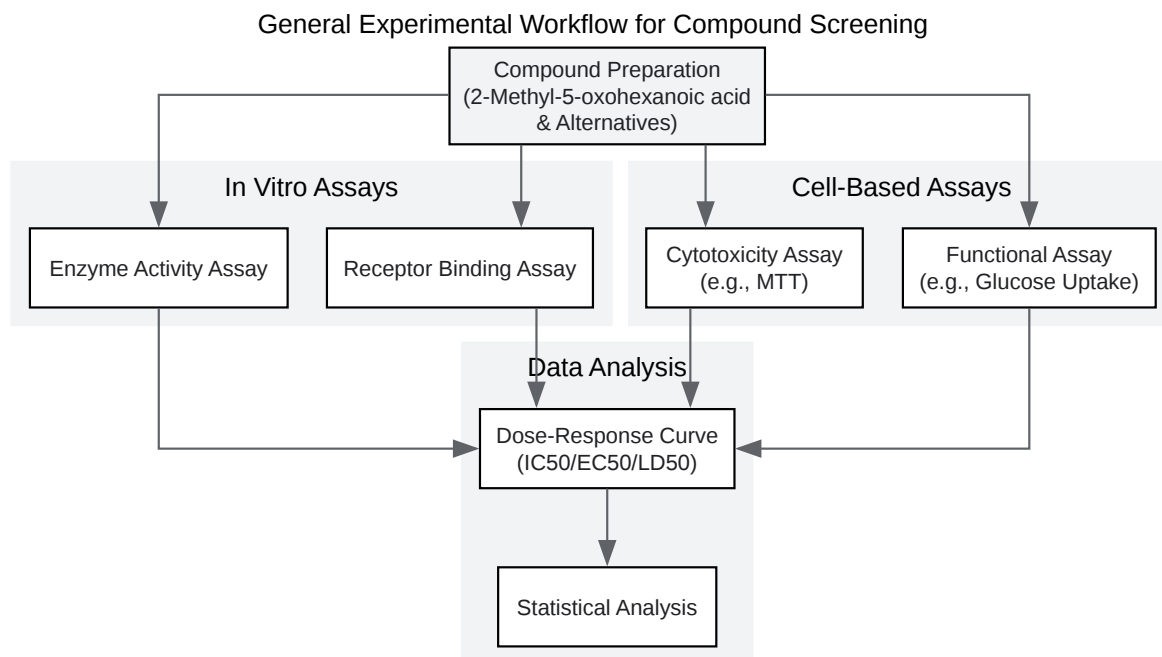 General Experimental Workflow for Compound Screening
Compound Preparation
(2-Methyl-5-oxohexanoic acid
& Alternatives)
In Vitro Assays
Cell-Based Assays
Enzyme Activity Assay
Receptor Binding Assay
Cytotoxicity Assay
(e.g., MTT)
Functional Assay
(e.g., Glucose Uptake)
Data Analysis
Dose-Response Curve
(IC50/EC50/LD50)
Statistical Analysis